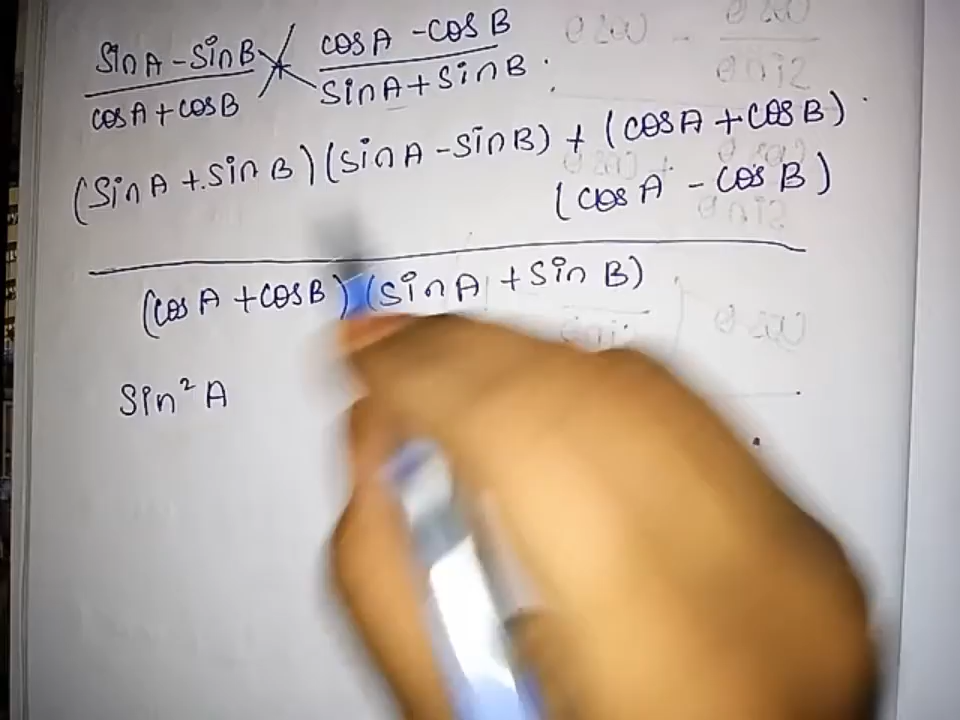 sinA - sinB cosA - cosB
cosA + cosB sinA + sinB .
(sinA + sinB)(sinA - sinB) + (cosA + cosB)
(cosA - cosB)
(cosA + cosB)(sinA + sinB)
sin²A